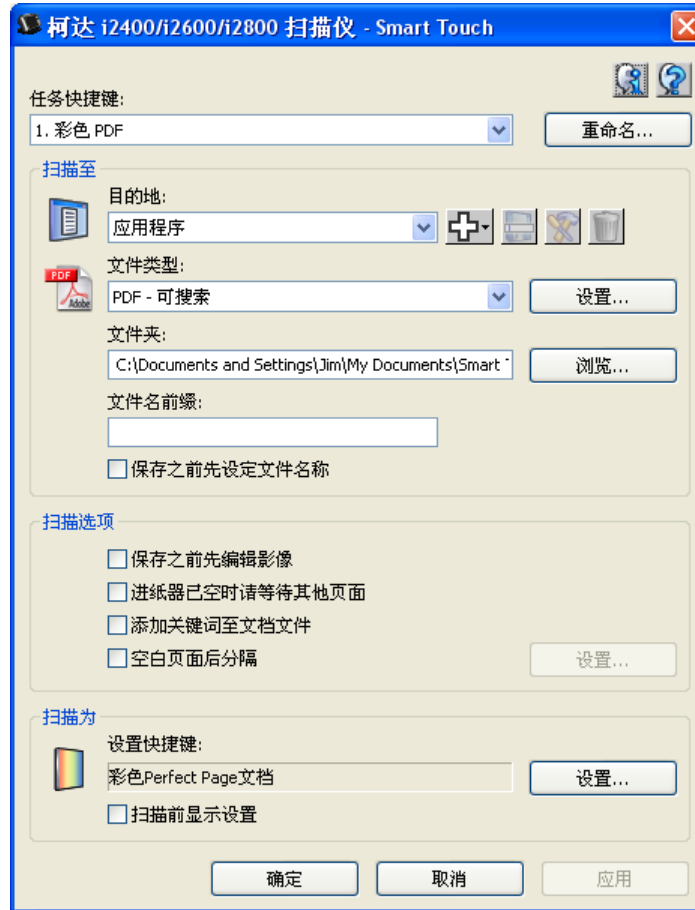 柯达 i2400/i2600/i2800 扫描仪 - Smart Touch
任务快捷键:
1. 彩色 PDF
重命名...
扫描至
目的地:
应用程序
文件类型:
PDF
Adobe
PDF - 可搜索
设置...
文件夹:
C:\Documents and Settings\Jim\My Documents\Smart
浏览...
文件名前缀:
保存之前先设定文件名称
扫描选项
保存之前先编辑影像
进纸器已空时请等待其他页面
添加关键词至文档文件
空白页面后分隔
设置...
扫描为
设置快捷键:
彩色Perfect Page文档
设置...
扫描前显示设置
确定
取消
应用